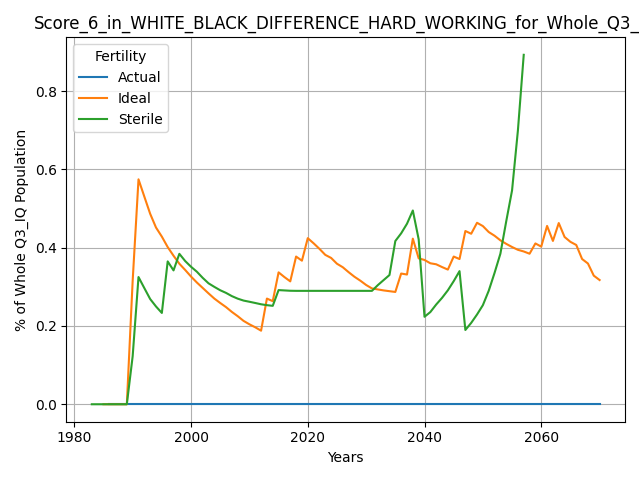 Score_6_in_WHITE_BLACK_DIFFERENCE_HARD_WORKING_for_Whole_Q3_
Fertility
Actual
Ideal
Sterile
% of Whole Q3_IQ Population
0.8
0.6
0.4
0.2
0.0
1980 2000 2020 2040 2060
Years